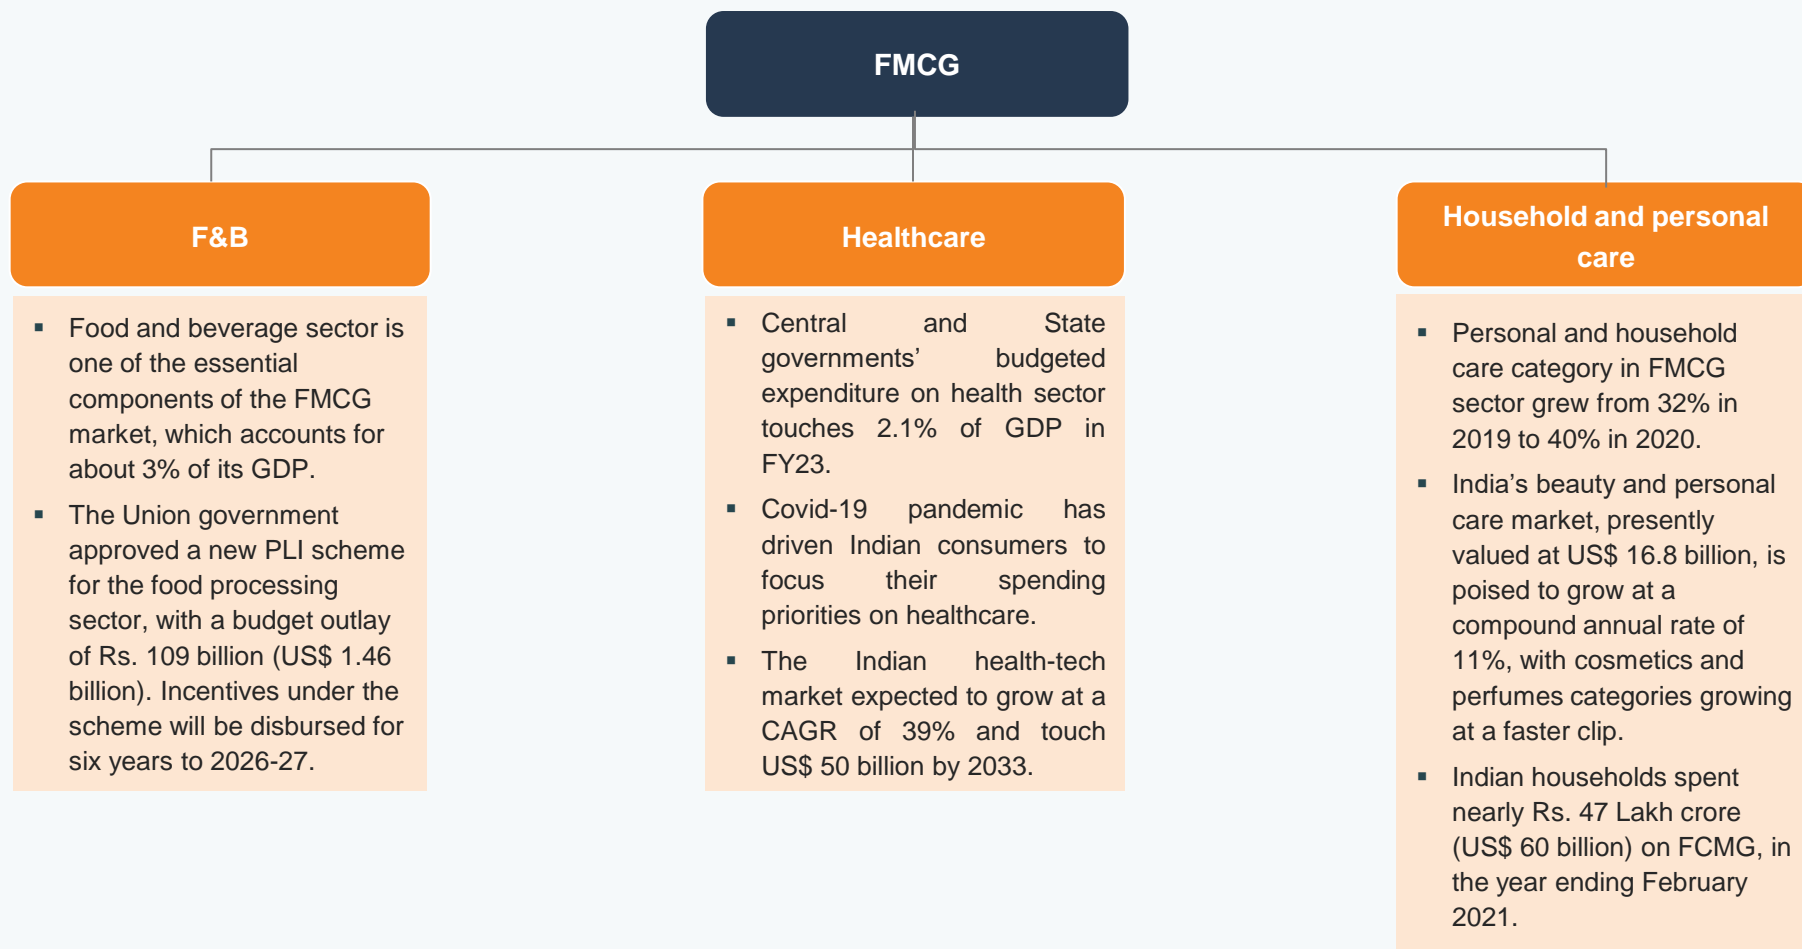 FMCG
F&B
▪ Food and beverage sector is
one of the essential
components of the FMCG
market, which accounts for
about 3% of its GDP.
▪ The Union government
approved a new PLI scheme
for the food processing
sector, with a budget outlay
of Rs. 109 billion (US$ 1.46
billion). Incentives under the
scheme will be disbursed for
six years to 2026-27.
Healthcare
▪ Central and State
governments’ budgeted
expenditure on health sector
touches 2.1% of GDP in
FY23.
▪ Covid-19 pandemic has
driven Indian consumers to
focus their spending
priorities on healthcare.
▪ The Indian health-tech
market expected to grow at a
CAGR of 39% and touch
US$ 50 billion by 2033.
Household and personal
care
▪ Personal and household
care category in FMCG
sector grew from 32% in
2019 to 40% in 2020.
▪ India’s beauty and personal
care market, presently
valued at US$ 16.8 billion, is
poised to grow at a
compound annual rate of
11%, with cosmetics and
perfumes categories growing
at a faster clip.
▪ Indian households spent
nearly Rs. 47 Lakh crore
(US$ 60 billion) on FCMG, in
the year ending February
2021.